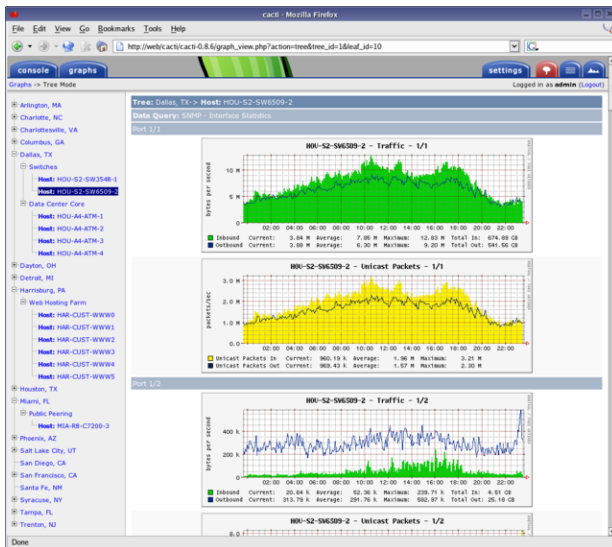 cacti - Mozilla Firefox
File Edit View Go Bookmarks Tools Help
http://web/cacti/cacti-0.8.6/graph_view.php?action=tree&tree_id=1&leaf_id=10
console graphs settings
Graphs -> Tree Mode
Logged in as admin (Logout)
Arlington, MA
Charlotte, NC
Charlottesville, VA
Columbus, GA
Dallas, TX
Switches
Host: HOU-S2-SW3548-1
Host: HOU-S2-SW6509-2
Data Center Core
Host: HOU-A4-ATM-1
Host: HOU-A4-ATM-2
Host: HOU-A4-ATM-3
Host: HOU-A4-ATM-4
Dayton, OH
Detroit, MI
Harrisburg, PA
Web Hosting Farm
Host: HAR-CUST-WWW0
Host: HAR-CUST-WWW1
Host: HAR-CUST-WWW2
Host: HAR-CUST-WWW3
Host: HAR-CUST-WWW4
Host: HAR-CUST-WWW5
Houston, TX
Miami, FL
Public Peering
Host: MIA-R8-C7200-3
Phoenix, AZ
Salt Lake City, UT
San Diego, CA
San Francisco, CA
Santa Fe, NM
Syracuse, NY
Tampa, FL
Trenton, NJ
Tree: Dallas, TX-> Host: HOU-S2-SW6509-2
Data Query: SNMP - Interface Statistics
Port 1/1
HOU-S2-SW6509-2 - Traffic - 1/1
bytes per second
10 M
5 M
0
02:00 04:00 06:00 08:00 10:00 12:00 14:00 16:00 18:00 20:00 22:00
Inbound Current: 3.84 M Average: 7.85 M Maximum: 12.83 M Total In: 674.89 GB
Outbound Current: 3.88 M Average: 6.30 M Maximum: 9.20 M Total Out: 541.56 GB
HOU-S2-SW6509-2 - Unicast Packets - 1/1
packets/sec
3.0 M
2.0 M
1.0 M
0.0
02:00 04:00 06:00 08:00 10:00 12:00 14:00 16:00 18:00 20:00 22:00
Unicast Packets In Current: 960.19 k Average: 1.96 M Maximum: 3.21 M
Unicast Packets Out Current: 969.43 k Average: 1.57 M Maximum: 2.30 M
Port 1/2
HOU-S2-SW6509-2 - Traffic - 1/2
bytes per second
400 k
200 k
0
02:00 04:00 06:00 08:00 10:00 12:00 14:00 16:00 18:00 20:00 22:00
Inbound Current: 20.64 k Average: 52.36 k Maximum: 239.71 k Total In: 4.51 GB
Outbound Current: 313.79 k Average: 291.76 k Maximum: 582.97 k Total Out: 25.18 GB
HOU-S2-SW6509-2 - Unicast Packets - 1/2
Done